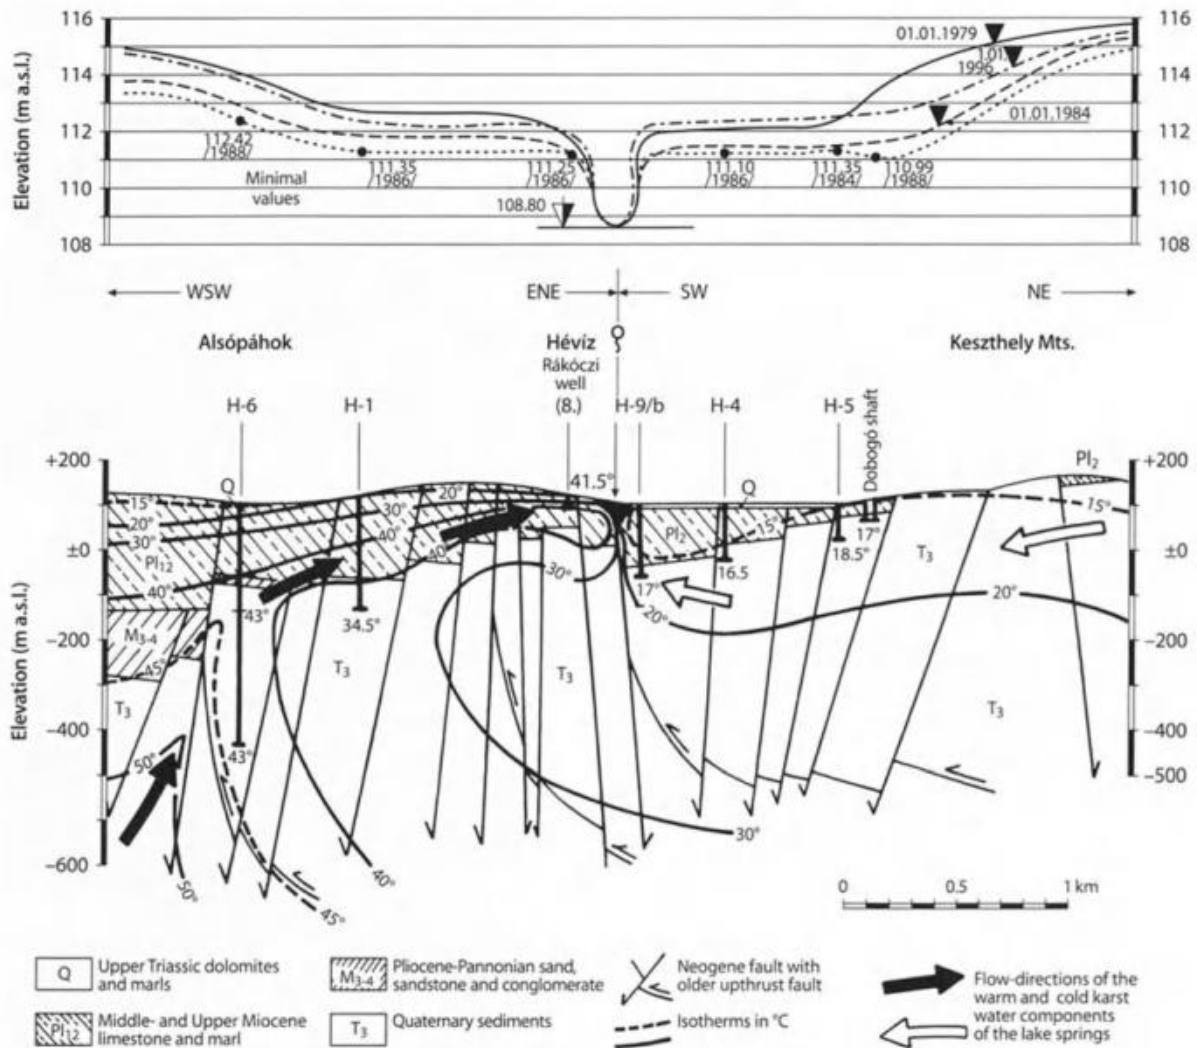 Elevation (m a.s.l.)
116
114
112
110
108
116
114
112
110
108
01.01.1979
1.01.
1996
01.01.1984
112.42
/1988/
111.35
/1986/
111.25
/1986/
111.10
/1986/
111.35
/1984/
110.99
/1988/
Minimal
values
108.80
WSW
ENE
SW
NE
Alsópáhok
Hévíz
Keszthely Mts.
Rákóczi
well
(8.)
H-6
H-1
H-9/b
H-4
H-5
Dobogó shaft
Elevation (m a.s.l.)
+200
±0
−200
−400
−600
+200
±0
−200
−400
−500
Q
41.5°
Q
Pl2
15°
20°
30°
40°
20°
30°
40°
40
15°
15°
Pl12
Pl2
17°
18.5°
16.5
17°
T3
20°
20°
30°
40°
43°
34.5°
M3-4
45°
T3
T3
T3
T3
50°
43°
30°
40°
50°
45°
0 0.5 1 km
Q Upper Triassic dolomites
and marls
Pl12 Middle- and Upper Miocene
limestone and marl
M3-4 Pliocene-Pannonian sand,
sandstone and conglomerate
T3 Quaternary sediments
Neogene fault with
older upthrust fault
Isotherms in °C
Flow-directions of the
warm and cold karst
water components
of the lake springs